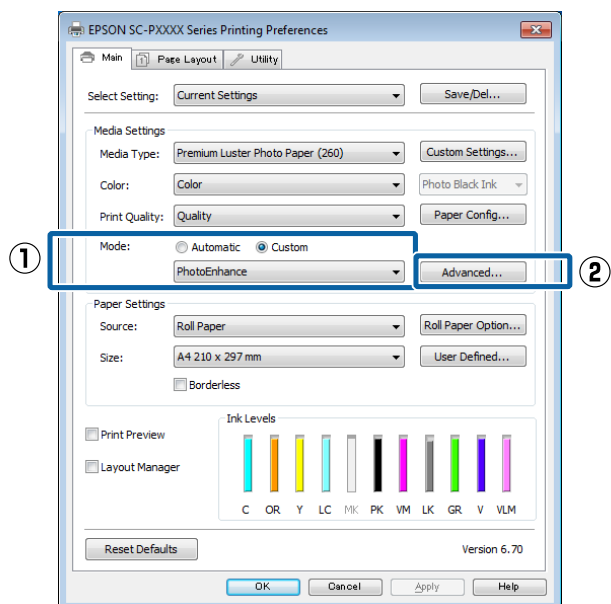 EPSON SC-PXXXX Series Printing Preferences
Main Page Layout Utility
Select Setting: Current Settings Save/Del...
Media Settings
Media Type: Premium Luster Photo Paper (260) Custom Settings...
Color: Color Photo Black Ink
Print Quality: Quality Paper Config...
① Mode: Automatic Custom
PhotoEnhance Advanced... ②
Paper Settings
Source: Roll Paper Roll Paper Option...
Size: A4 210 x 297 mm User Defined...
Borderless
Ink Levels
Print Preview
Layout Manager
C OR Y LC MK PK VM LK GR V VLM
Reset Defaults Version 6.70
OK Cancel Apply Help